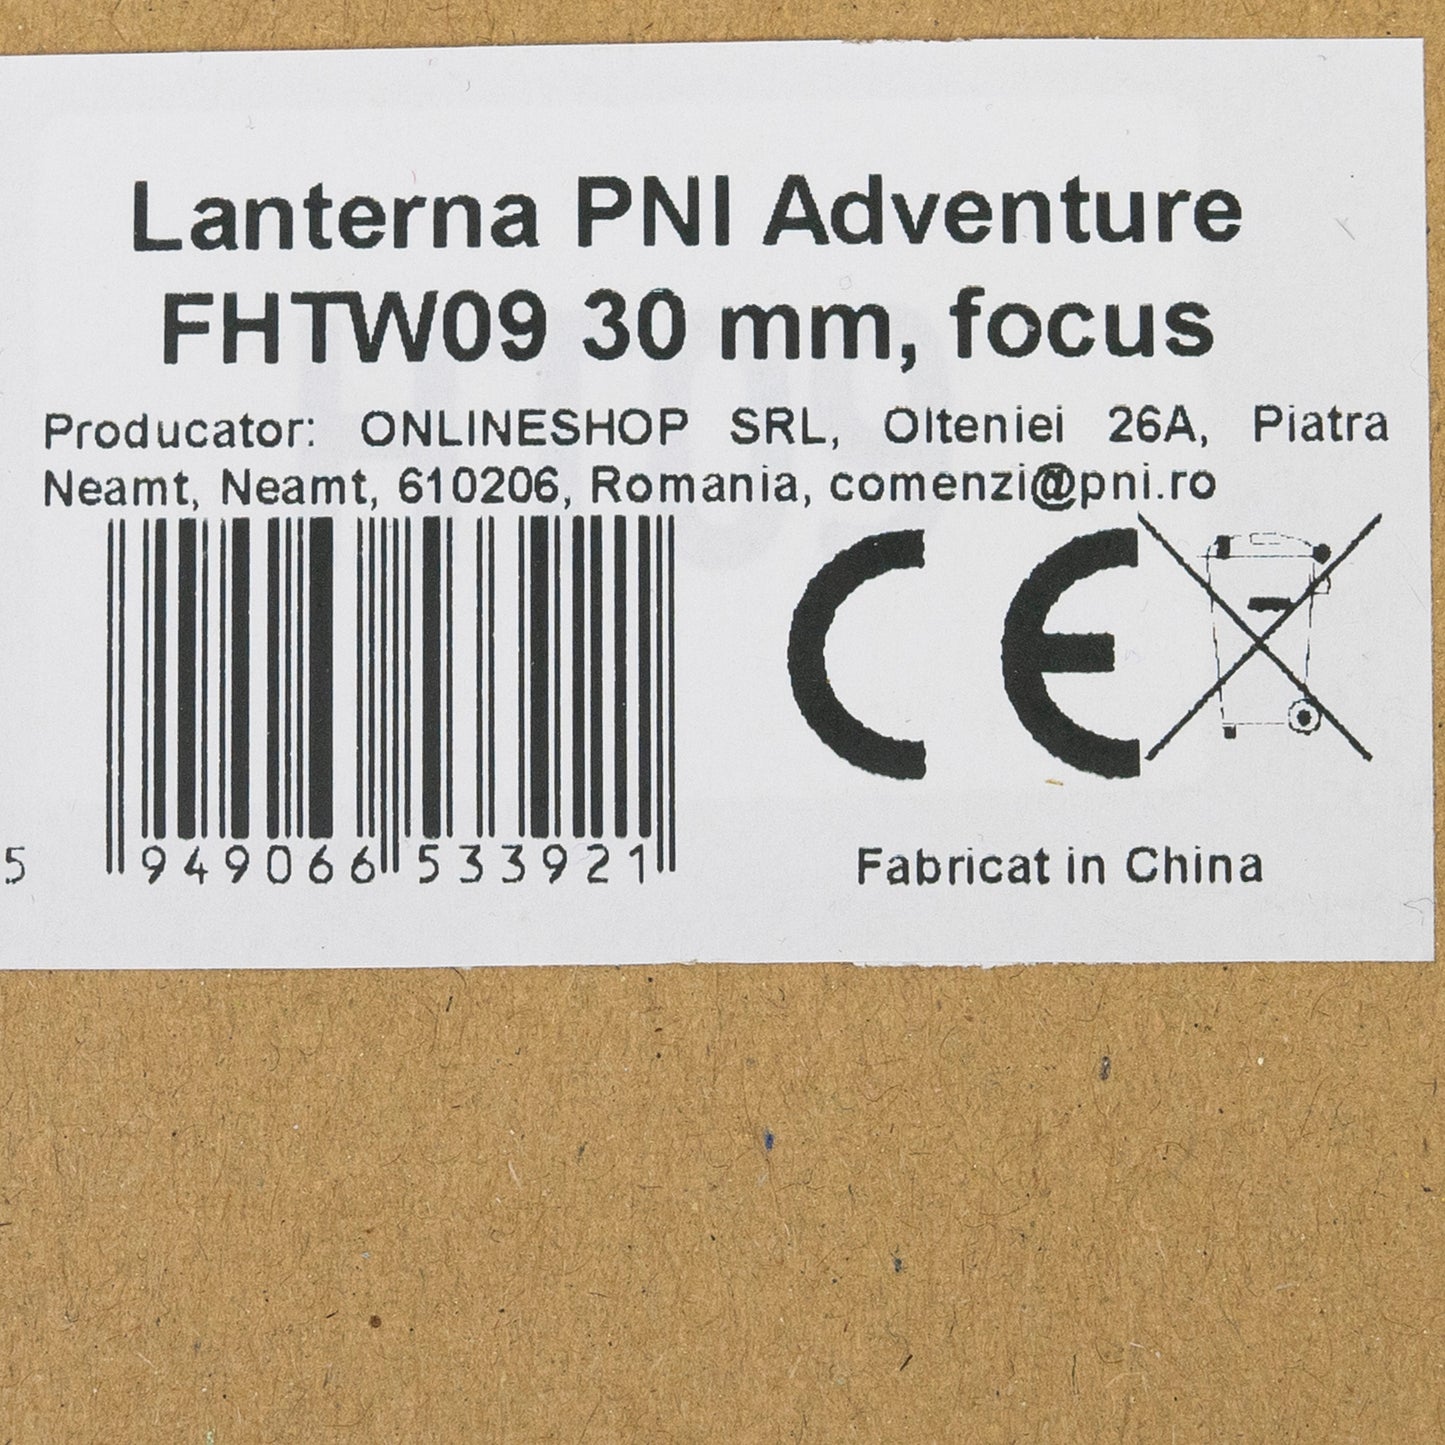 Lanterna PNI Adventure
FHTW09 30 mm, focus
Producator: ONLINESHOP SRL, Olteniei 26A, Piatra
Neamt, Neamt, 610206, Romania, comenzi@pni.ro
CE
5 949066 533921
Fabricat in China